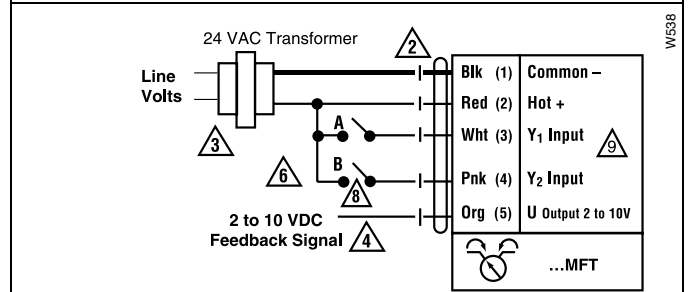 W538
24 VAC Transformer
2
Line
Volts
3
Blk (1) Common –
Red (2) Hot +
A
Wht (3) Y₁ Input
9
6
B
8
Pnk (4) Y₂ Input
Org (5) U Output 2 to 10V
2 to 10 VDC
Feedback Signal
4
...MFT